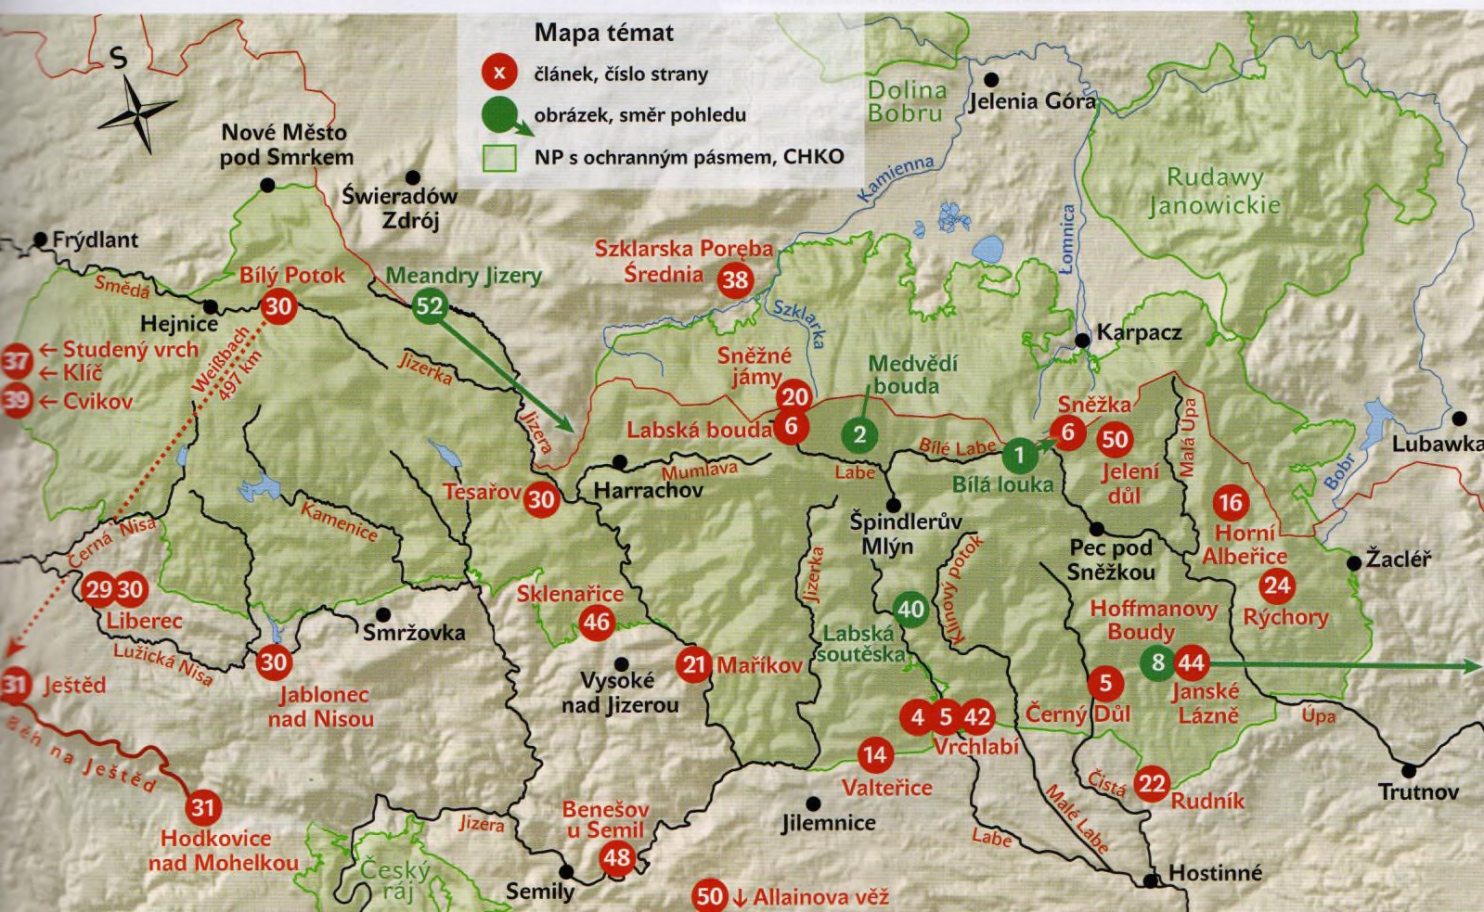 Mapa témat
x článek, číslo strany
obrázek, směr pohledu
NP s ochranným pásmem, CHKO
S
Dolina
Bobru
Jelenia Góra
Nové Město
pod Smrkem
Świeradów
Zdrój
Kamienna
Rudawy
Janowickie
Łomnica
Frýdlant
Smědá
Bílý Potok
30
Meandry Jizery
52
Szklarska Poręba
Średnia 38
Hejnice
Szklarka
Karpacz
37 ← Studený vrch
← Klíč
39 ← Cvikov
Weißbach
497 km
Jizerka
Jizera
Sněžné
jámy
20
Medvědí
bouda
2
Labská bouda 6
Sněžka
6
50
Jelení
důl
Malá Úpa
Lubawka
Bobr
Bílé Labe
1
Bílá louka
Labe
Mumlava
Harrachov
Tesařov 30
Kamenice
Černá Nisa
Špindlerův
Mlýn
16
Horní
Albeřice
Pec pod
Sněžkou
Žacléř
24
Rýchory
29 30
Liberec
Lužická Nisa
Smržovka
Sklenařice
46
Jizerka
Klínový potok
40
Labská
soutěska
Hoffmanovy
Boudy
8 44
Janské
Lázně
30
Jablonec
nad Nisou
31 Ještěd
Běh na Ještěd
Vysoké
nad Jizerou
21 Maříkov
5
Černý Důl
4 5 42
Vrchlabí
Úpa
14
Valteřice
Čistá
22 Rudník
Trutnov
31
Hodkovice
nad Mohelkou
Jizera
Benešov
u Semil
48
Jilemnice
Labe
Malé Labe
Český
ráj
Semily
Hostinné
50 ↓ Allainova věž